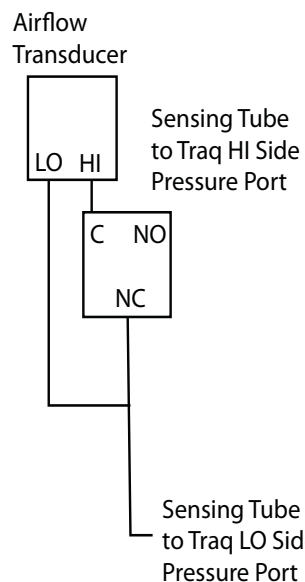 Airflow
Transducer
LO HI
Sensing Tube
to Traq HI Side
Pressure Port
C NO
NC
Sensing Tube
to Traq LO Sid
Pressure Port